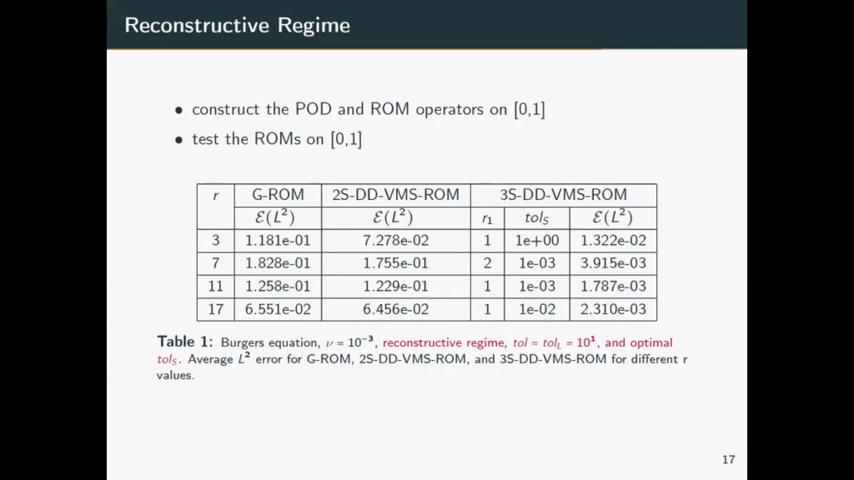 Reconstructive Regime
• construct the POD and ROM operators on [0,1]
• test the ROMs on [0,1]
r G-ROM 2S-DD-VMS-ROM 3S-DD-VMS-ROM
ℰ(L²) ℰ(L²) r₁ tol_S ℰ(L²)
3 1.181e-01 7.278e-02 1 1e+00 1.322e-02
7 1.828e-01 1.755e-01 2 1e-03 3.915e-03
11 1.258e-01 1.229e-01 1 1e-03 1.787e-03
17 6.551e-02 6.456e-02 1 1e-02 2.310e-03
Table 1: Burgers equation, ν = 10⁻³, reconstructive regime, tol = tol_L = 10¹, and optimal
tol_S. Average L² error for G-ROM, 2S-DD-VMS-ROM, and 3S-DD-VMS-ROM for different r
values.
17